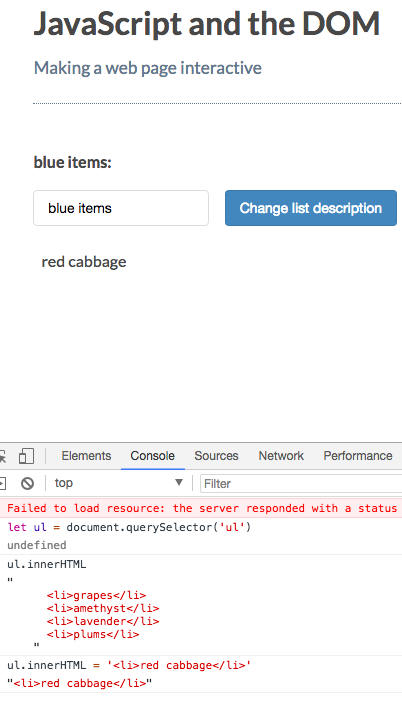 JavaScript and the DOM
Making a web page interactive
blue items:
blue items
Change list description
red cabbage
Elements Console Sources Network Performance
top ▼ Filter
Failed to load resource: the server responded with a status
let ul = document.querySelector('ul')
undefined
ul.innerHTML
"
<li>grapes</li>
<li>amethyst</li>
<li>lavender</li>
<li>plums</li>
"
ul.innerHTML = '<li>red cabbage</li>'
"<li>red cabbage</li>"